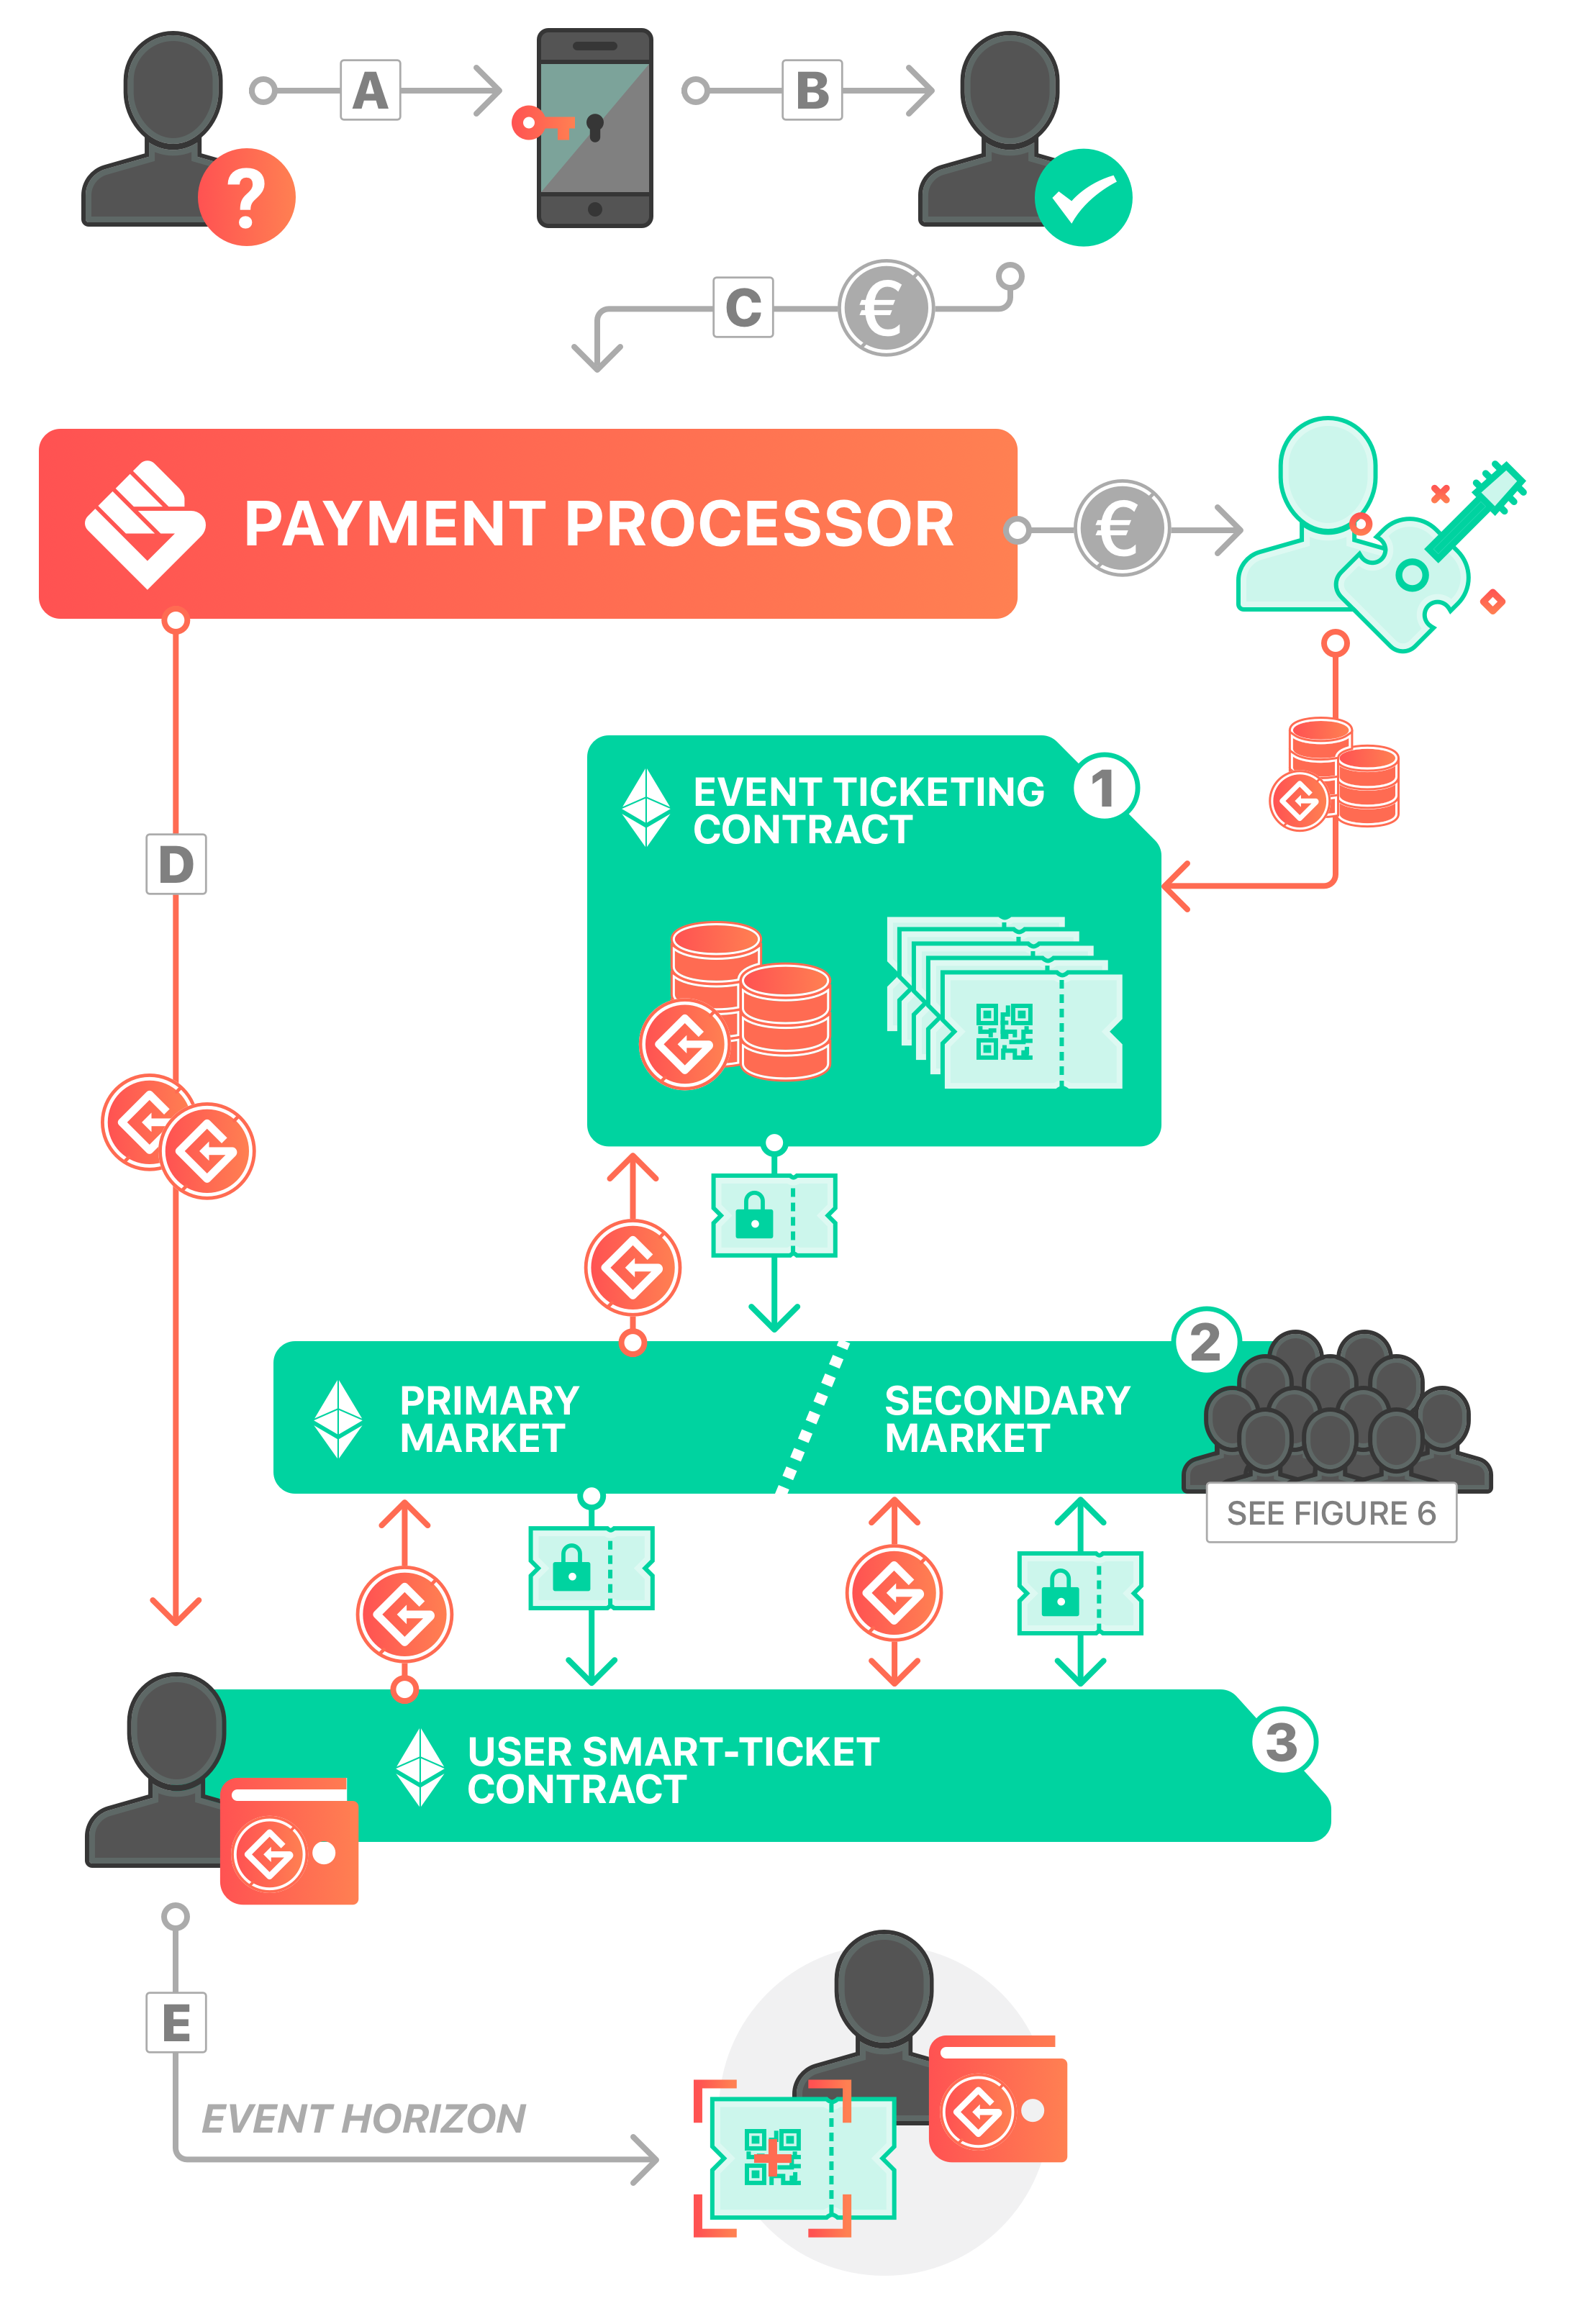 A
B
?
C
€
PAYMENT PROCESSOR
€
EVENT TICKETING
CONTRACT
1
D
2
PRIMARY
MARKET
SECONDARY
MARKET
SEE FIGURE 6
USER SMART-TICKET
CONTRACT
3
E
EVENT HORIZON